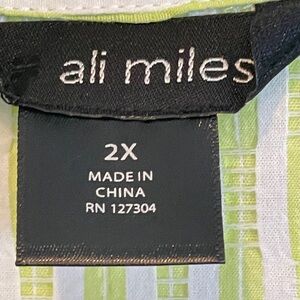 ali miles
2X
MADE IN
CHINA
RN 127304